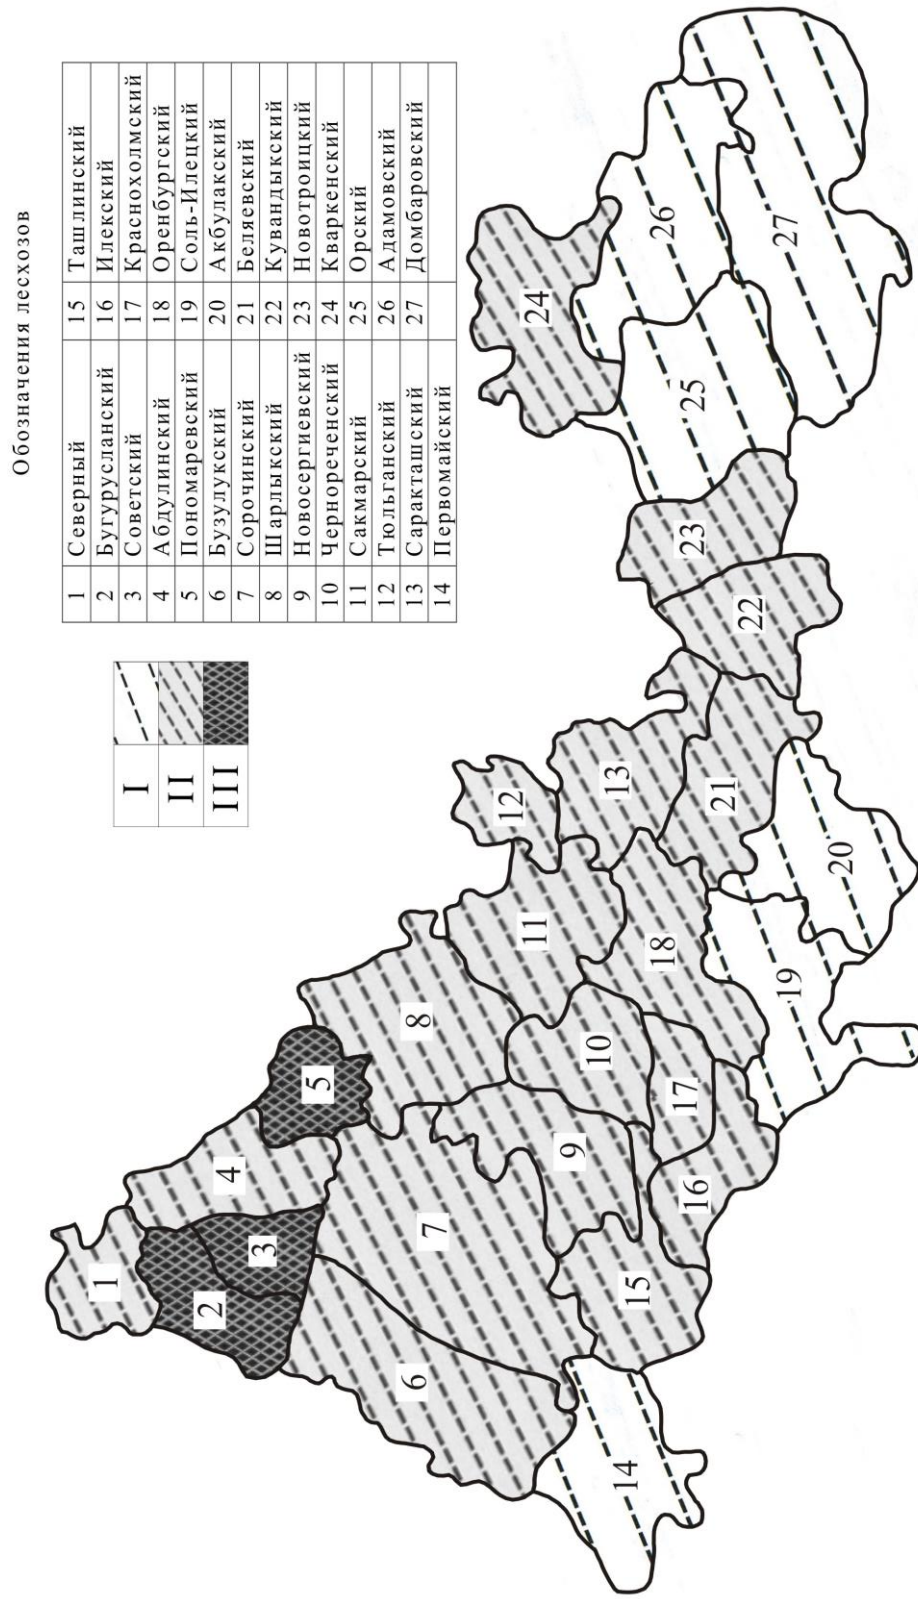 Обозначения лесхозов
1 Северный 15 Ташлинский
2 Бугурусланский 16 Илекский
3 Советский 17 Краснохолмский
4 Абдулинский 18 Оренбургский
5 Пономаревский 19 Соль-Илецкий
6 Бузулукский 20 Акбулакский
7 Сорочинский 21 Беляевский
8 Шарлыкский 22 Кувандыкский
9 Новосергиевский 23 Новотроицкий
10 Чернореченский 24 Кваркенский
11 Сакмарский 25 Орский
12 Тюльганский 26 Адамовский
13 Саракташский 27 Домбаровский
14 Первомайский
I
II
III
1
2
3
4
5
6
7
8
9
10
11
12
13
14
15
16
17
18
19
20
21
22
23
24
25
26
27